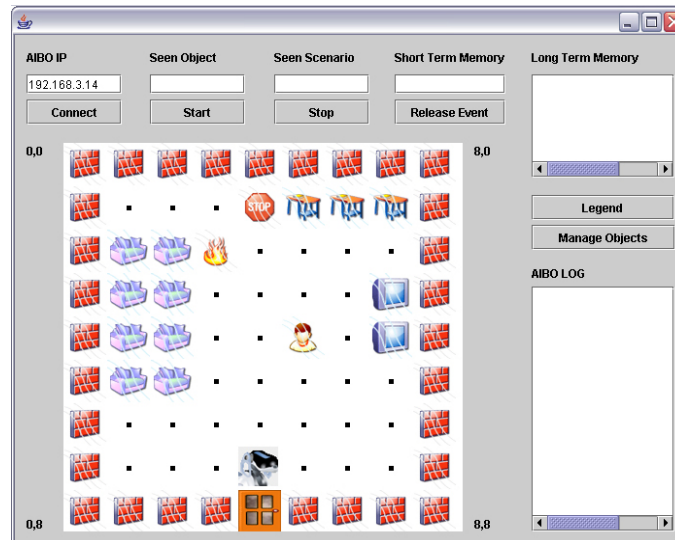 AIBO IP
Seen Object
Seen Scenario
Short Term Memory
Long Term Memory
192.168.3.14
Connect
Start
Stop
Release Event
0,0
8,0
STOP
Legend
Manage Objects
AIBO LOG
0,8
8,8